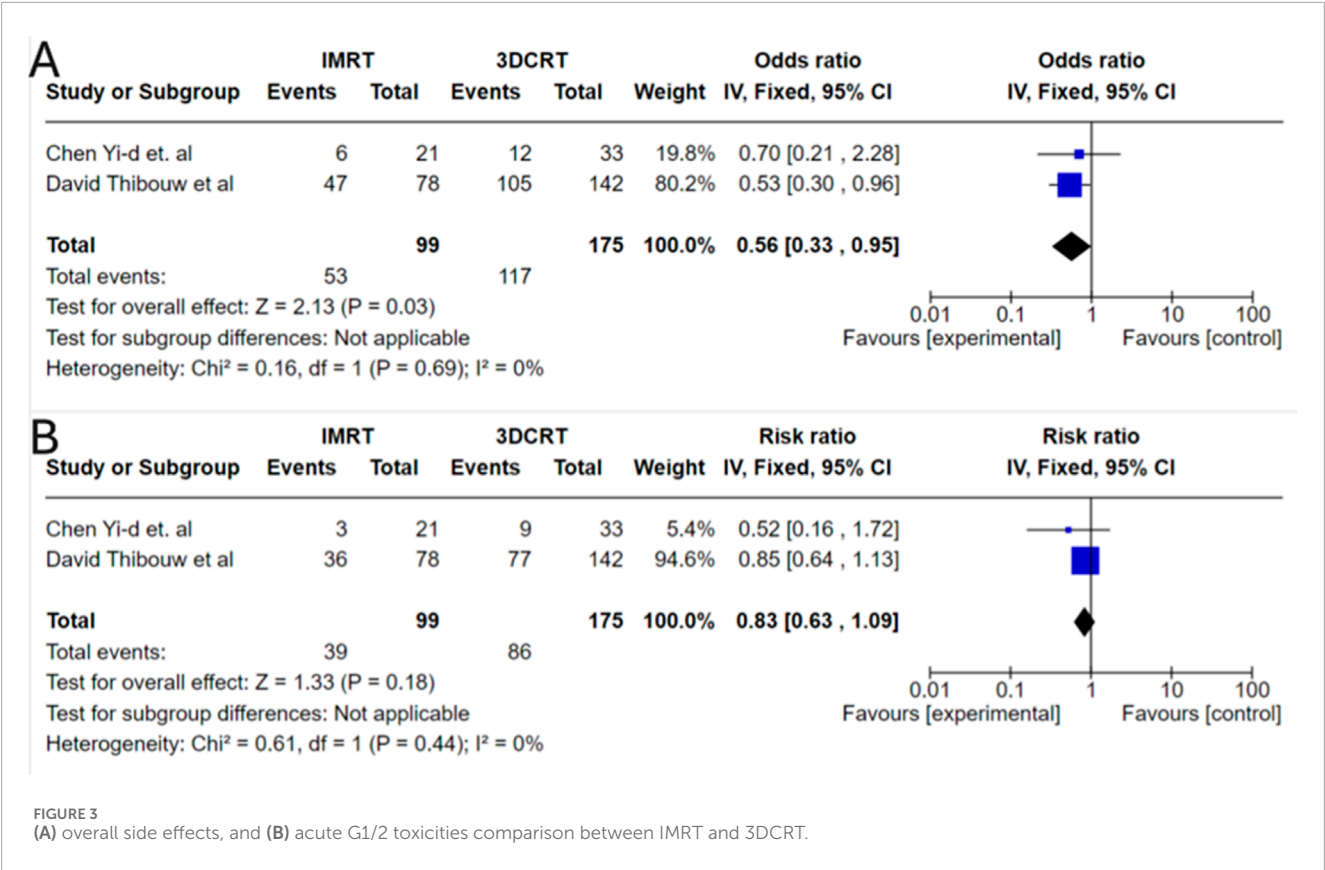 A
IMRT 3DCRT Odds ratio Odds ratio
Study or Subgroup Events Total Events Total Weight IV, Fixed, 95% CI IV, Fixed, 95% CI
Chen Yi-d et. al 6 21 12 33 19.8% 0.70 [0.21 , 2.28]
David Thibouw et al 47 78 105 142 80.2% 0.53 [0.30 , 0.96]
Total 99 175 100.0% 0.56 [0.33 , 0.95]
Total events: 53 117
Test for overall effect: Z = 2.13 (P = 0.03)
0.01 0.1 1 10 100
Test for subgroup differences: Not applicable
Favours [experimental] Favours [control]
Heterogeneity: Chi² = 0.16, df = 1 (P = 0.69); I² = 0%
B
IMRT 3DCRT Risk ratio Risk ratio
Study or Subgroup Events Total Events Total Weight IV, Fixed, 95% CI IV, Fixed, 95% CI
Chen Yi-d et. al 3 21 9 33 5.4% 0.52 [0.16 , 1.72]
David Thibouw et al 36 78 77 142 94.6% 0.85 [0.64 , 1.13]
Total 99 175 100.0% 0.83 [0.63 , 1.09]
Total events: 39 86
Test for overall effect: Z = 1.33 (P = 0.18)
0.01 0.1 1 10 100
Test for subgroup differences: Not applicable
Favours [experimental] Favours [control]
Heterogeneity: Chi² = 0.61, df = 1 (P = 0.44); I² = 0%
FIGURE 3
(A) overall side effects, and (B) acute G1/2 toxicities comparison between IMRT and 3DCRT.